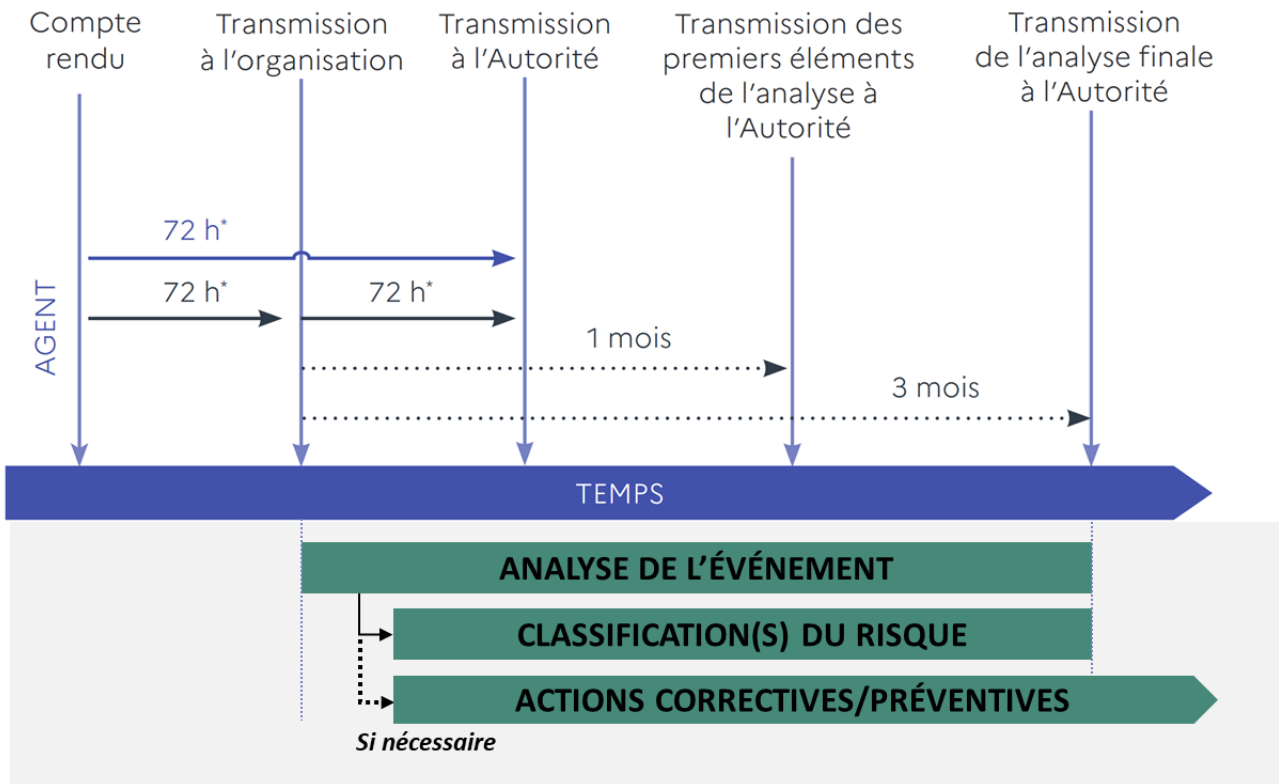 Compte
rendu
Transmission
à l'organisation
Transmission
à l'Autorité
Transmission des
premiers éléments
de l'analyse à
l'Autorité
Transmission
de l'analyse finale
à l'Autorité
72 h*
72 h*
72 h*
AGENT
1 mois
3 mois
TEMPS
ANALYSE DE L'ÉVÉNEMENT
CLASSIFICATION(S) DU RISQUE
ACTIONS CORRECTIVES/PRÉVENTIVES
Si nécessaire